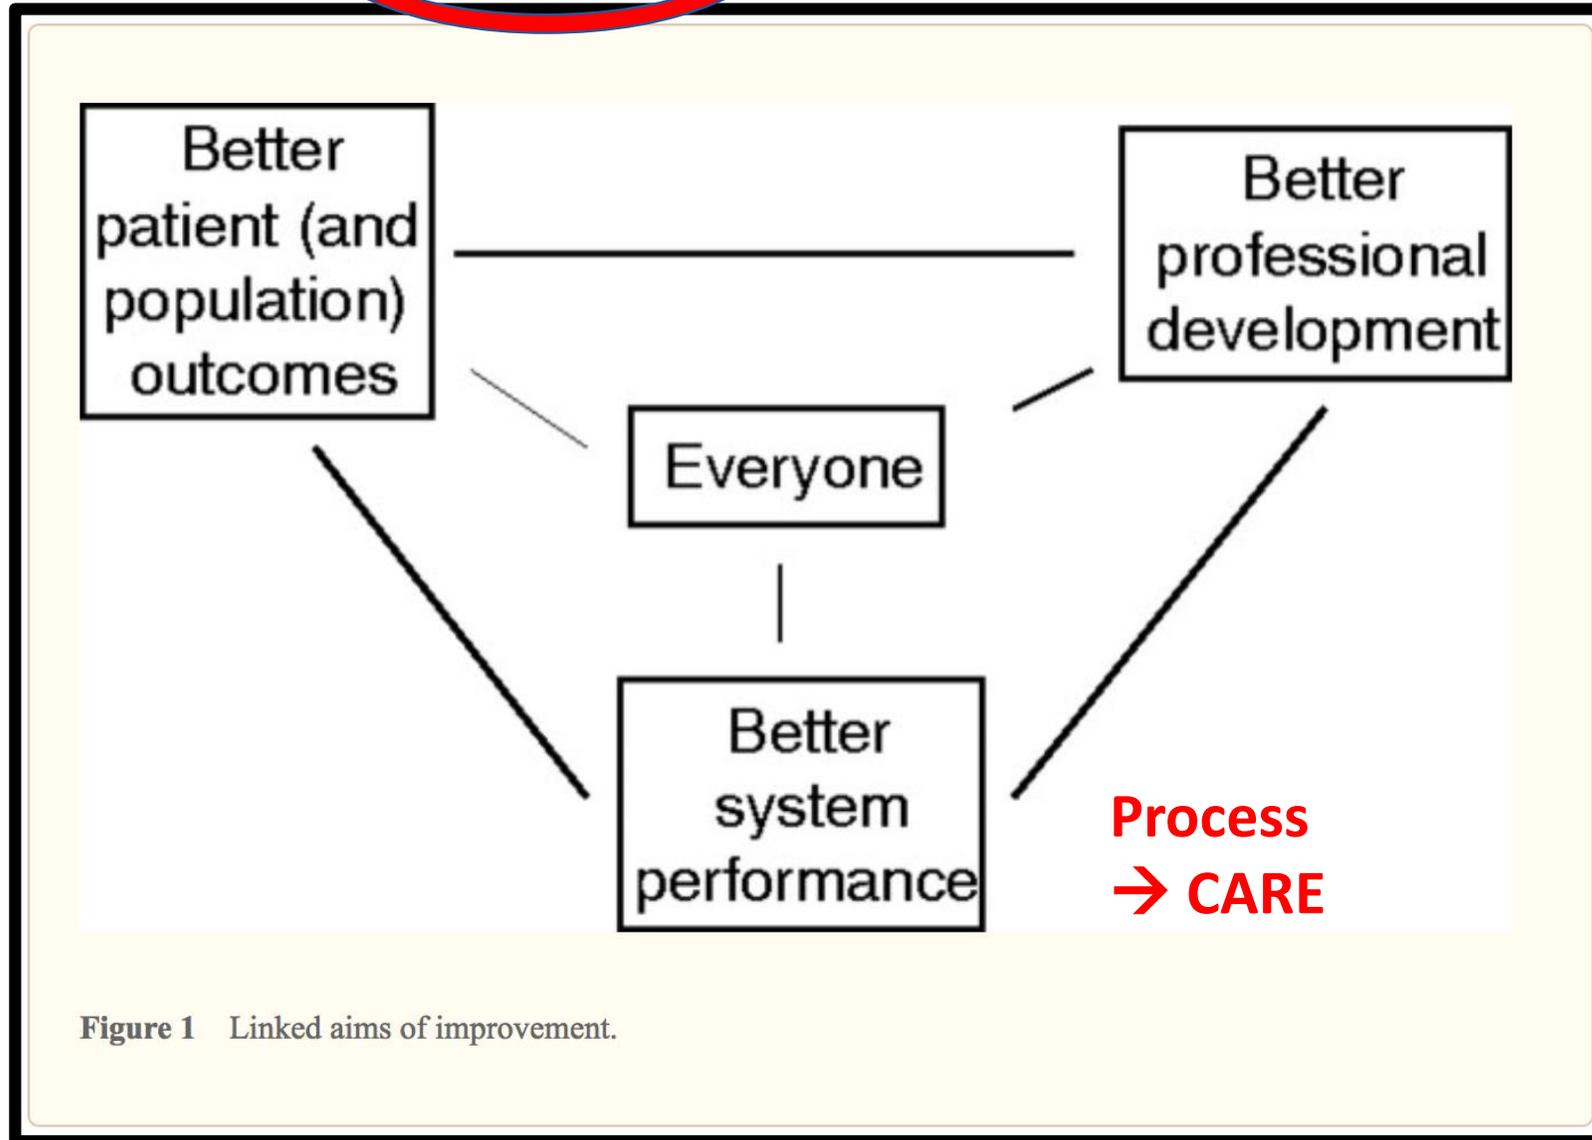 Better
patient (and
population)
outcomes
Better
professional
development
Everyone
Better
system
performance
Process
→ CARE
Figure 1 Linked aims of improvement.